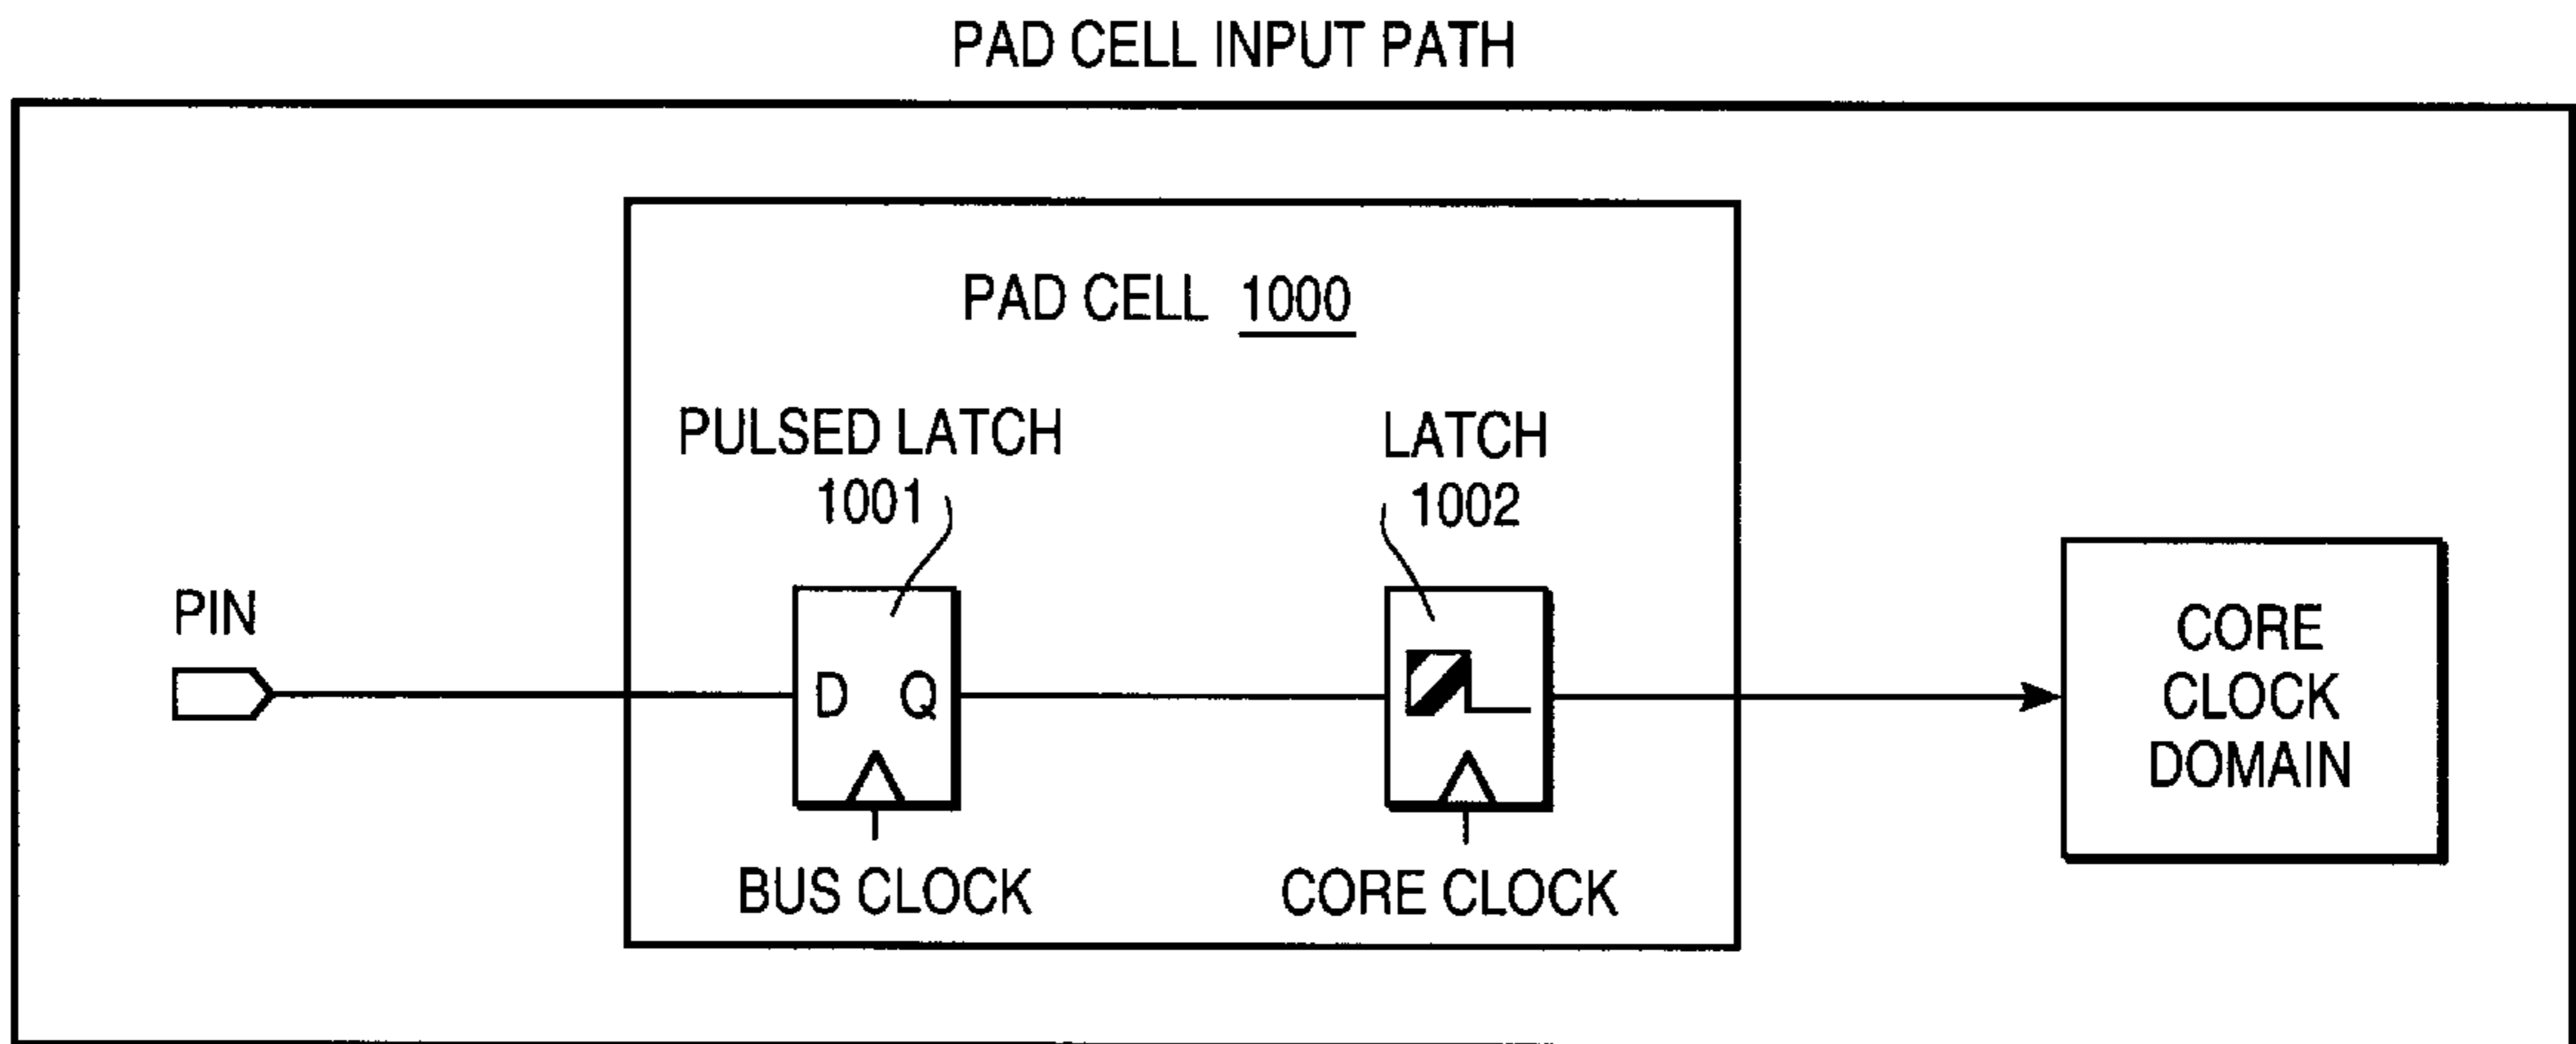 PAD CELL INPUT PATH
PAD CELL 1000
PULSED LATCH
1001
LATCH
1002
PIN
D Q
BUS CLOCK
CORE CLOCK
CORE
CLOCK
DOMAIN